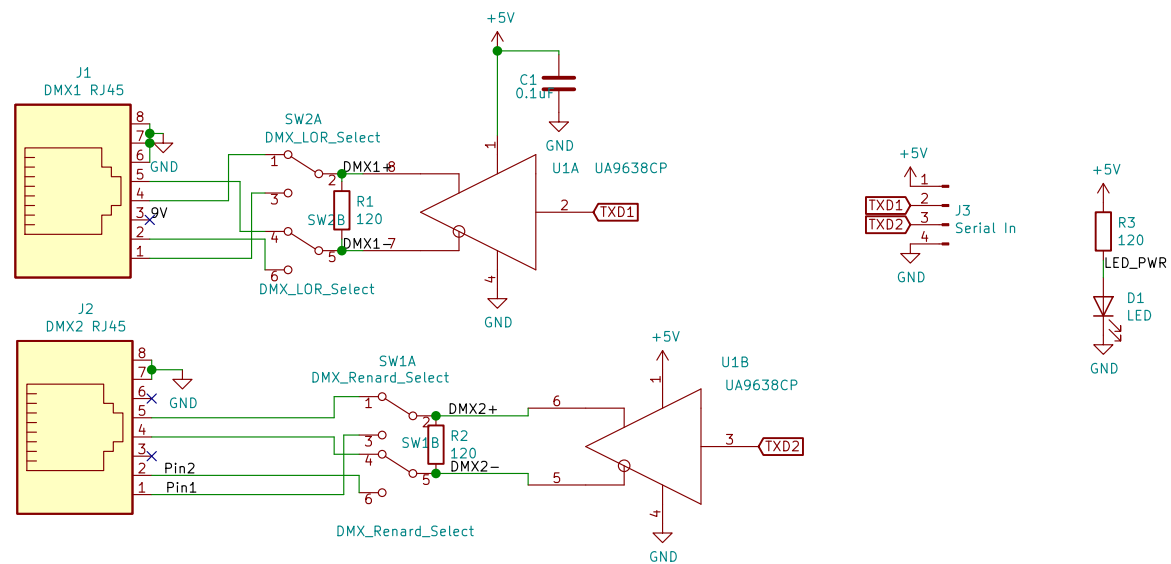 +5V
J1
DMX1 RJ45
8
7
6
5
4
3
2
1
GND
9V
SW2A
DMX_LOR_Select
1
2
3
SW2B
4
5
6
DMX_LOR_Select
DMX1+
8
R1
120
DMX1-
7
C1
0.1uF
GND
1
U1A UA9638CP
2
TXD1
4
GND
+5V
1
TXD1
2
TXD2
3
4
J3
Serial In
GND
+5V
R3
120
LED_PWR
D1
LED
GND
J2
DMX2 RJ45
8
7
6
5
4
3
2
1
GND
Pin2
Pin1
SW1A
DMX_Renard_Select
1
2
3
SW1B
4
5
6
DMX_Renard_Select
DMX2+
R2
120
DMX2-
6
5
+5V
1
U1B
UA9638CP
3
TXD2
4
GND